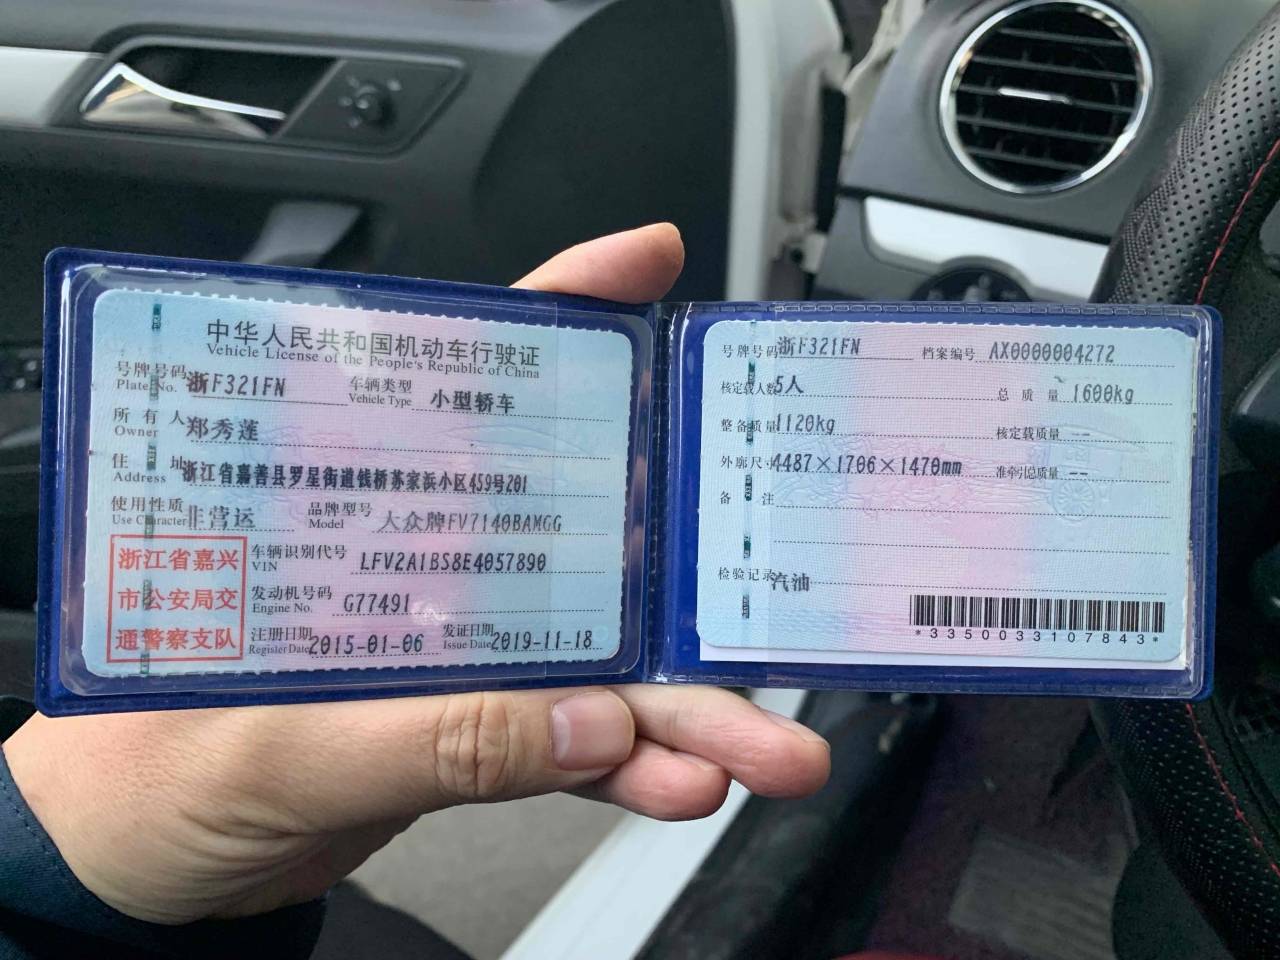 中华人民共和国机动车行驶证
Vehicle License of the People's Republic of China
号牌号码 浙F321FN 车辆类型 小型轿车
Plate No. Vehicle Type
所有人 郑秀莲
Owner
住址 浙江省嘉善县罗星街道钱桥苏家浜小区459号201
Address
使用性质 非营运 品牌型号 大众牌FV7140BAMGG
Use Character Model
浙江省嘉兴
市公安局交
通警察支队
车辆识别代号 LFV2A1BS8E4057890
VIN
发动机号码 G77491
Engine No.
注册日期 2015-01-06 发证日期 2019-11-18
Register Date Issue Date
号牌号码 浙F321FN 档案编号 AX0000004272
核定载人数 5人 总质量 1600kg
整备质量 1120kg 核定载质量 --
外廓尺寸 4487×1706×1470mm 准牵引总质量 --
备注
检验记录 汽油
*3350033107843*